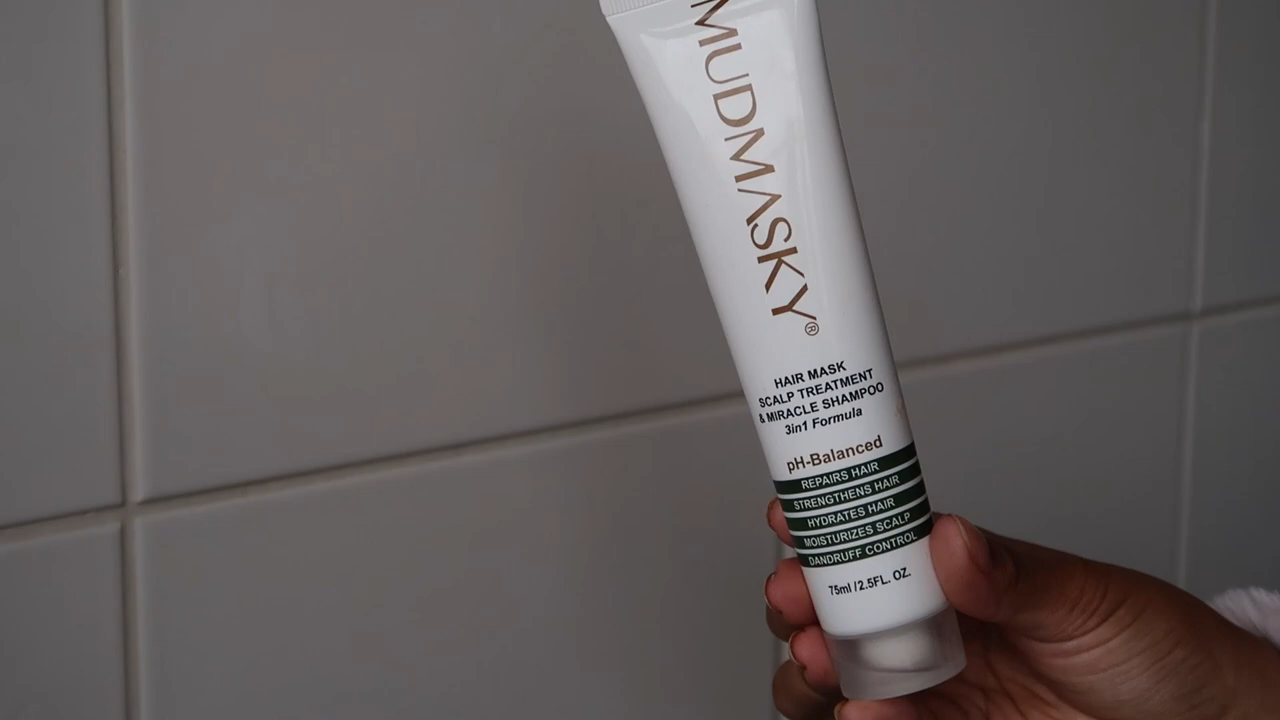 MUDMASKY®
HAIR MASK
SCALP TREATMENT
& MIRACLE SHAMPOO
3in1 Formula
pH-Balanced
REPAIRS HAIR
STRENGTHENS HAIR
HYDRATES HAIR
MOISTURIZES SCALP
DANDRUFF CONTROL
75ml/2.5FL. OZ.